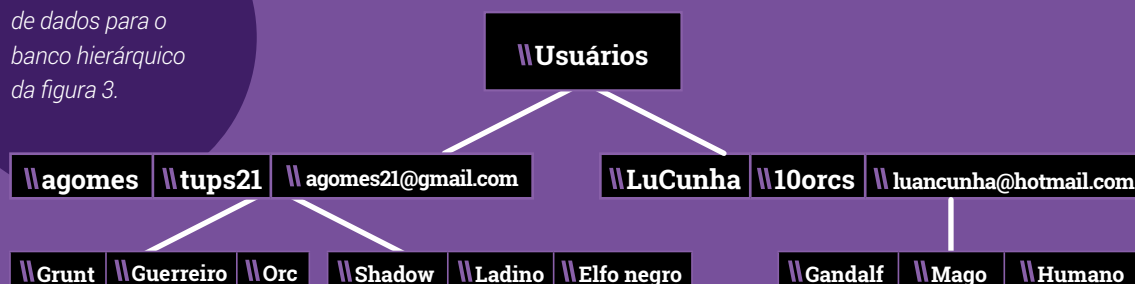 de dados para o
banco hierárquico
da figura 3.
\\Usuários
\\agomes \\tups21 \\agomes21@gmail.com
\\LuCunha \\10orcs \\luancunha@hotmail.com
\\Grunt \\Guerreiro \\Orc
\\Shadow \\Ladino \\Elfo negro
\\Gandalf \\Mago \\Humano